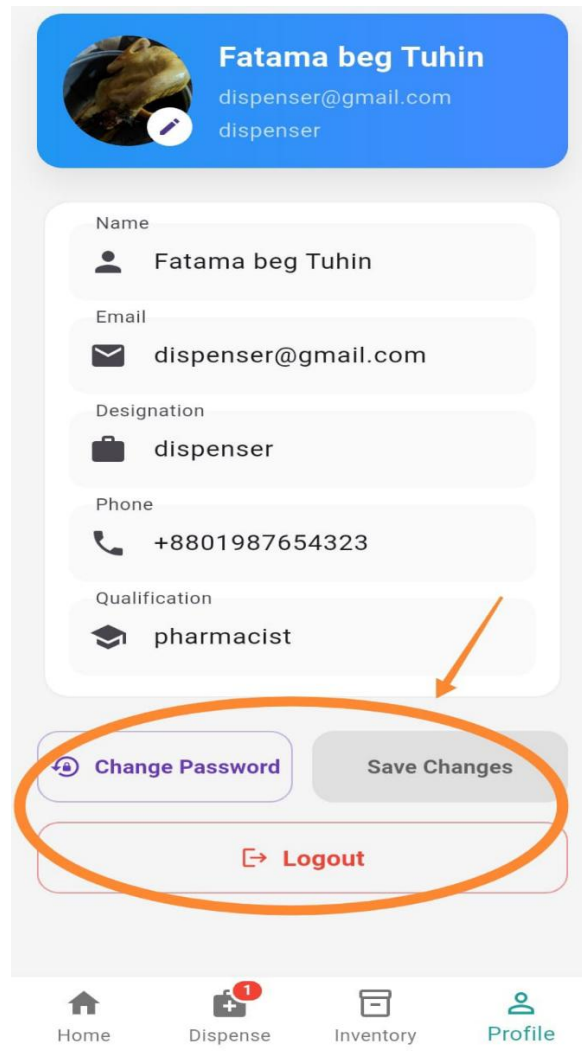 Fatama beg Tuhin
dispenser@gmail.com
dispenser
Name
Fatama beg Tuhin
Email
dispenser@gmail.com
Designation
dispenser
Phone
+8801987654323
Qualification
pharmacist
Change Password
Save Changes
Logout
1
Home
Dispense
Inventory
Profile